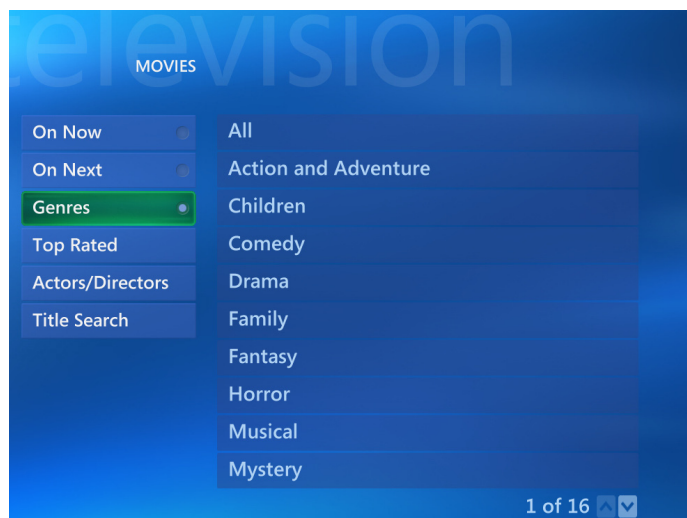 television
MOVIES
On Now
On Next
Genres
Top Rated
Actors/Directors
Title Search
All
Action and Adventure
Children
Comedy
Drama
Family
Fantasy
Horror
Musical
Mystery
1 of 16